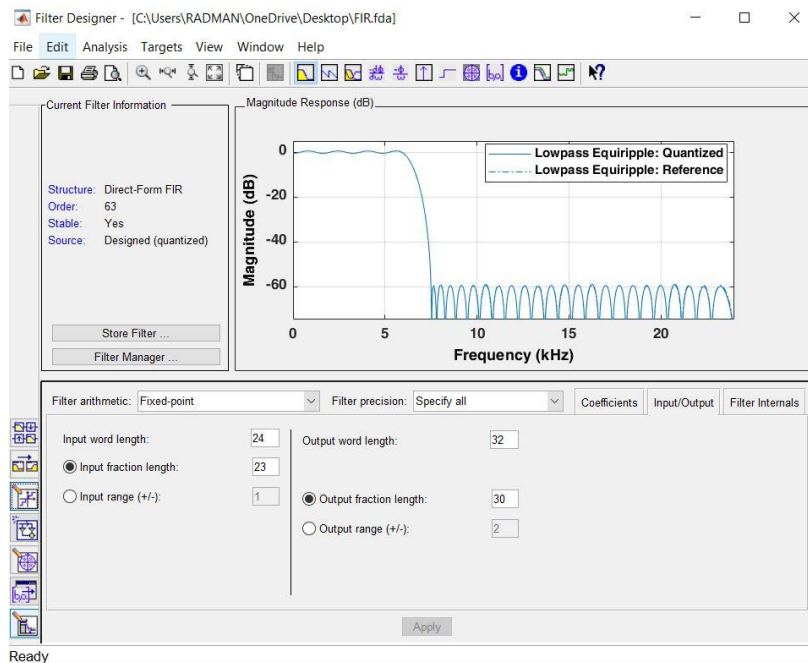 Filter Designer - [C:\Users\RADMAN\OneDrive\Desktop\FIR.fda]
File Edit Analysis Targets View Window Help
Current Filter Information
Structure: Direct-Form FIR
Order: 63
Stable: Yes
Source: Designed (quantized)
Store Filter ...
Filter Manager ...
Magnitude Response (dB)
Lowpass Equiripple: Quantized
Lowpass Equiripple: Reference
Magnitude (dB)
0
-20
-40
-60
0 5 10 15 20
Frequency (kHz)
Filter arithmetic: Fixed-point Filter precision: Specify all Coefficients Input/Output Filter Internals
Input word length: 24 Output word length: 32
Input fraction length: 23
Input range (+/-): 1 Output fraction length: 30
Output range (+/-): 2
Apply
Ready